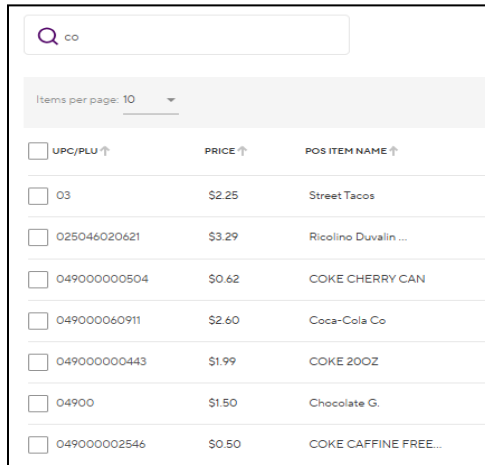 co
Items per page: 10
UPC/PLU PRICE POS ITEM NAME
03 $2.25 Street Tacos
025046020621 $3.29 Ricolino Duvalin ...
049000000504 $0.62 COKE CHERRY CAN
049000060911 $2.60 Coca-Cola Co
049000000443 $1.99 COKE 20OZ
04900 $1.50 Chocolate G.
049000002546 $0.50 COKE CAFFINE FREE...